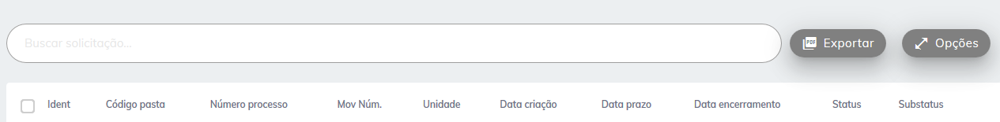 Buscar solicitação...
PDF Exportar
Opções
Ident Código pasta Número processo Mov Núm. Unidade Data criação Data prazo Data encerramento Status Substatus